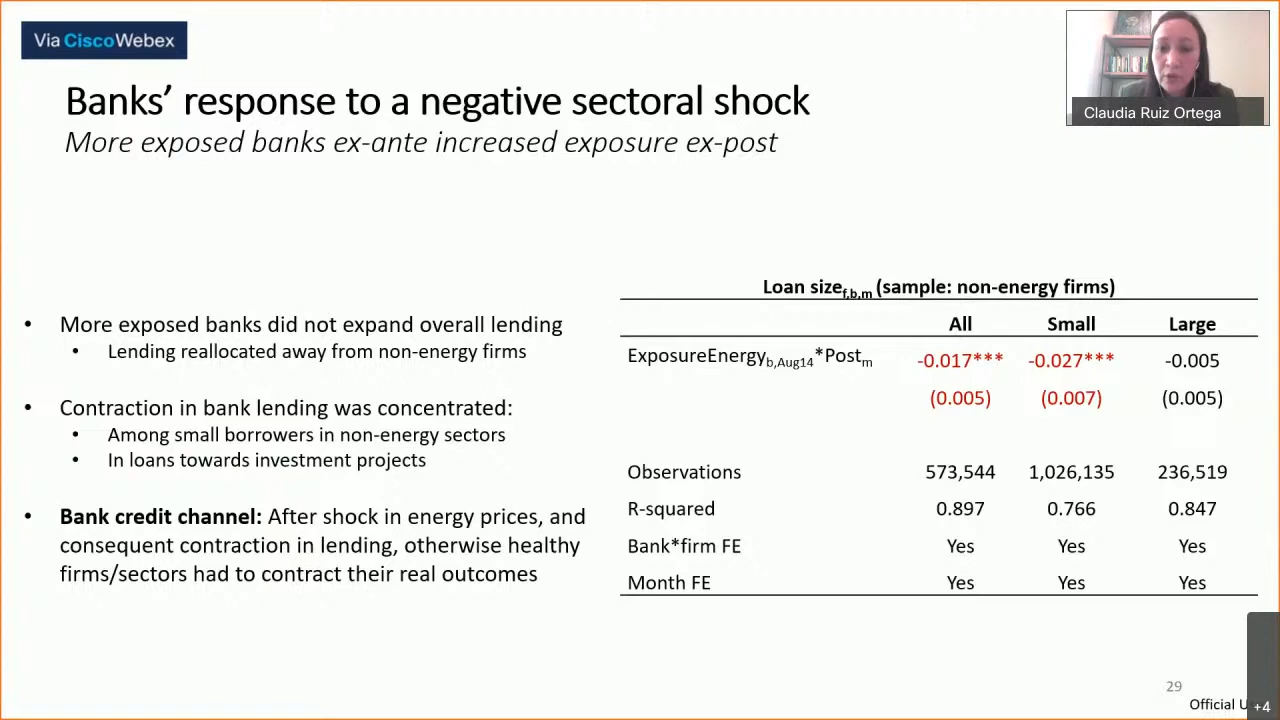 Via CiscoWebex
Claudia Ruiz Ortega
Banks' response to a negative sectoral shock
More exposed banks ex-ante increased exposure ex-post
• More exposed banks did not expand overall lending
• Lending reallocated away from non-energy firms
• Contraction in bank lending was concentrated:
• Among small borrowers in non-energy sectors
• In loans towards investment projects
• Bank credit channel: After shock in energy prices, and
consequent contraction in lending, otherwise healthy
firms/sectors had to contract their real outcomes
Loan size f,b,m (sample: non-energy firms)
All Small Large
ExposureEnergy b,Aug14*Post m -0.017*** -0.027*** -0.005
(0.005) (0.007) (0.005)
Observations 573,544 1,026,135 236,519
R-squared 0.897 0.766 0.847
Bank*firm FE Yes Yes Yes
Month FE Yes Yes Yes
29
Official
+4